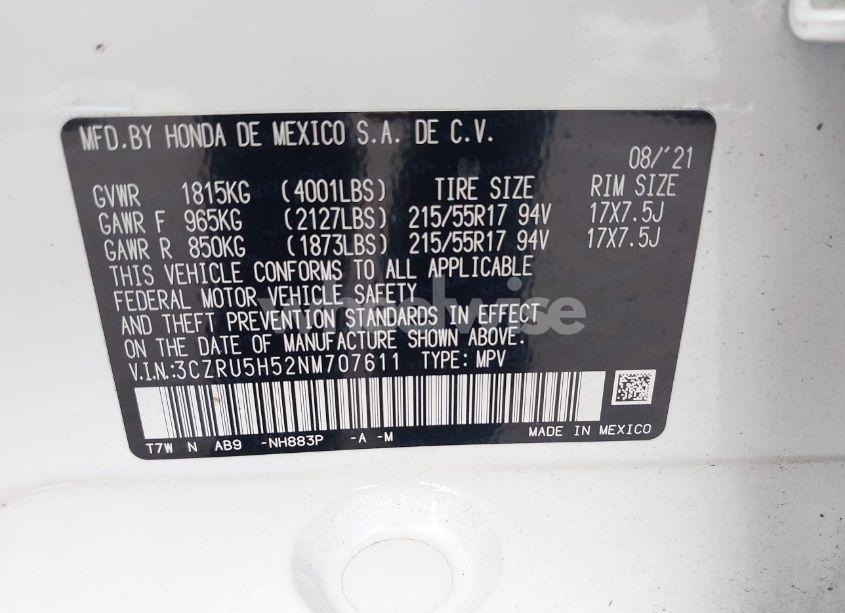 MFD.BY HONDA DE MEXICO S.A. DE C.V.
08/'21
GVWR 1815KG (4001LBS) TIRE SIZE RIM SIZE
GAWR F 965KG (2127LBS) 215/55R17 94V 17X7.5J
GAWR R 850KG (1873LBS) 215/55R17 94V 17X7.5J
THIS VEHICLE CONFORMS TO ALL APPLICABLE
FEDERAL MOTOR VEHICLE SAFETY
AND THEFT PREVENTION STANDARDS IN EFFECT
ON THE DATE OF MANUFACTURE SHOWN ABOVE.
V.I.N.:3CZRU5H52NM707611 TYPE: MPV
T7W N AB9 -NH883P -A -M MADE IN MEXICO